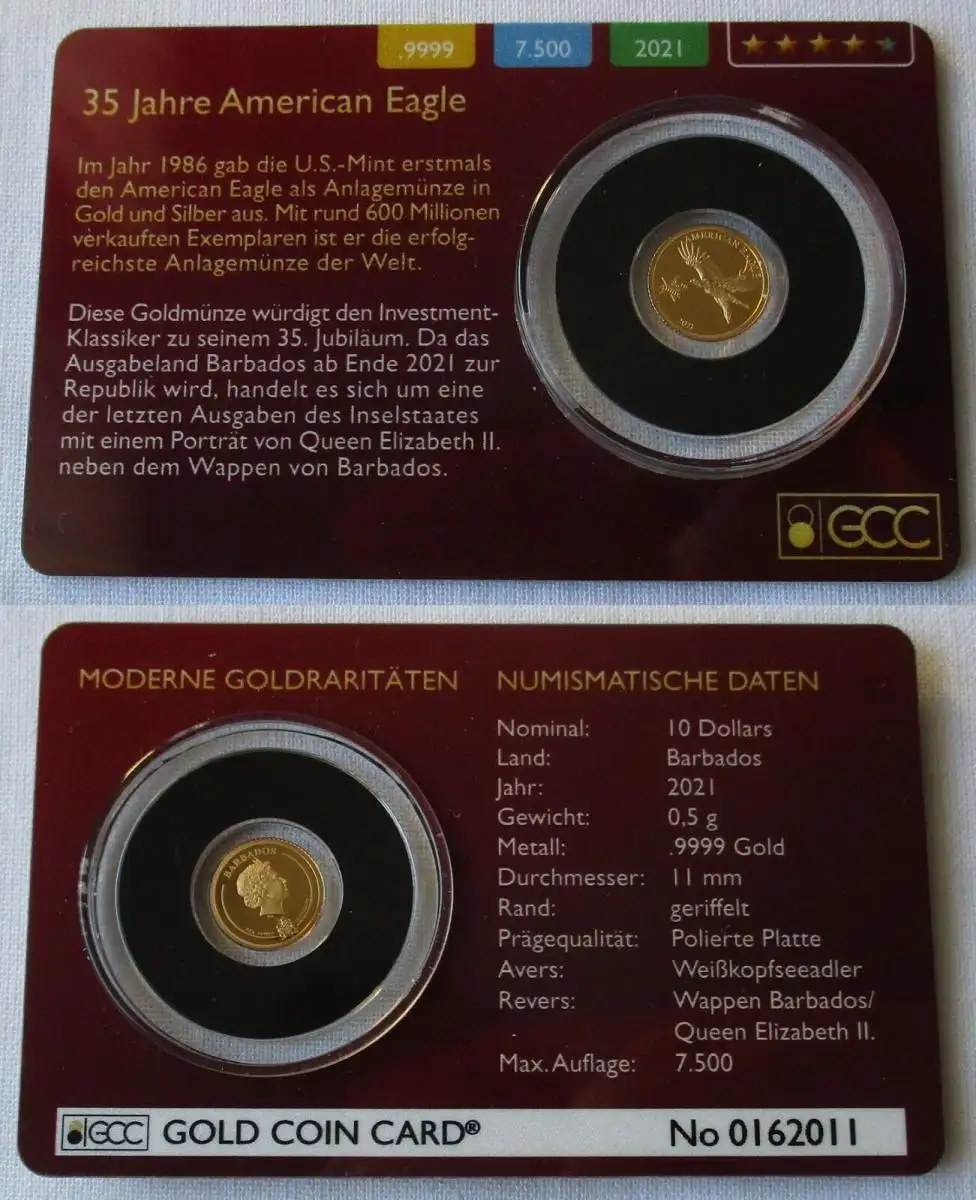 .9999
7.500
2021
35 Jahre American Eagle
Im Jahr 1986 gab die U.S.-Mint erstmals
den American Eagle als Anlagemünze in
Gold und Silber aus. Mit rund 600 Millionen
verkauften Exemplaren ist er die erfolg-
reichste Anlagemünze der Welt.
Diese Goldmünze würdigt den Investment-
Klassiker zu seinem 35. Jubiläum. Da das
Ausgabeland Barbados ab Ende 2021 zur
Republik wird, handelt es sich um eine
der letzten Ausgaben des Inselstaates
mit einem Porträt von Queen Elizabeth II.
neben dem Wappen von Barbados.
AMERICAN EAGLE
2021
GCC
MODERNE GOLDRARITÄTEN
BARBADOS
NUMISMATISCHE DATEN
Nominal: 10 Dollars
Land: Barbados
Jahr: 2021
Gewicht: 0,5 g
Metall: .9999 Gold
Durchmesser: 11 mm
Rand: geriffelt
Prägequalität: Polierte Platte
Avers: Weißkopfseeadler
Revers: Wappen Barbados/
Queen Elizabeth II.
Max. Auflage: 7.500
GCC GOLD COIN CARD® No 0162011